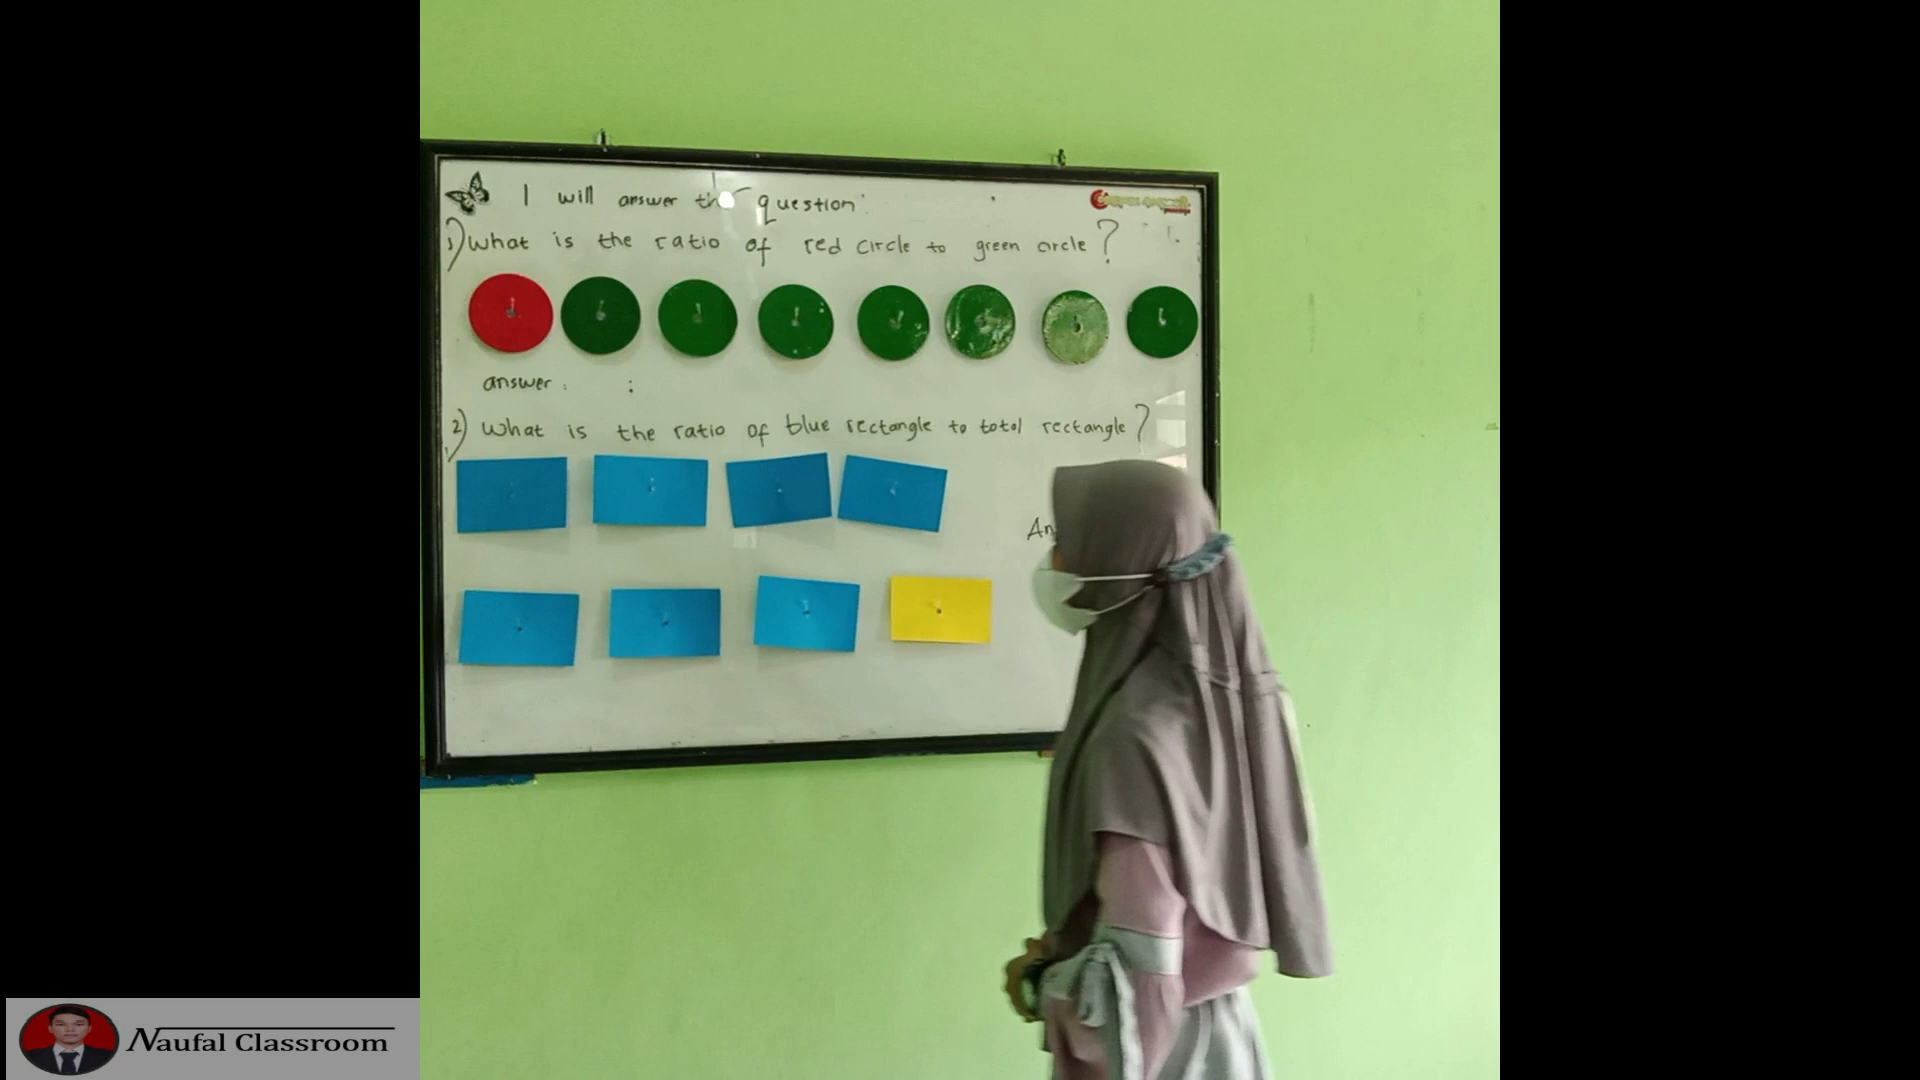 I will answer the question:
1) What is the ratio of red circle to green circle?
answer : :
2) What is the ratio of blue rectangle to total rectangle?
An
Naufal Classroom